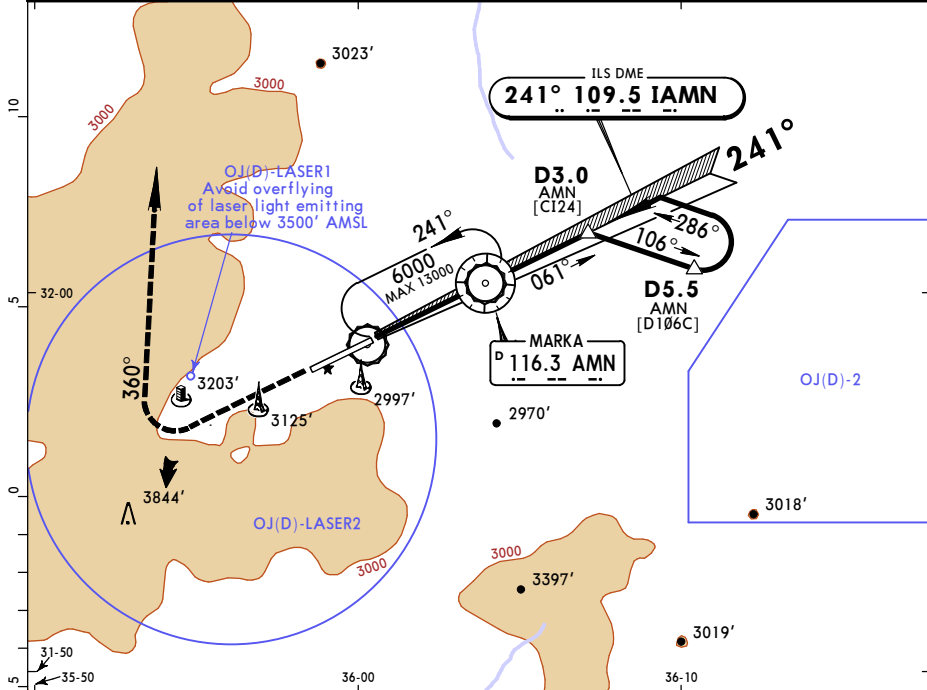 3023'
3000
3000
10
ILS DME
241° 109.5 IAMN
241°
OJ(D)-LASER1
Avoid overflying
of laser light emitting
area below 3500' AMSL
D3.0
AMN
[CI24]
241°
6000
MAX 13000
286°
106°
061°
D5.5
AMN
[D106C]
5
32-00
MARKA
D 116.3 AMN
360°
3203'
2997'
3125'
2970'
OJ(D)-2
0
3844'
3018'
OJ(D)-LASER2
3000
3000
3397'
3019'
31-50
35-50
36-00
36-10
5